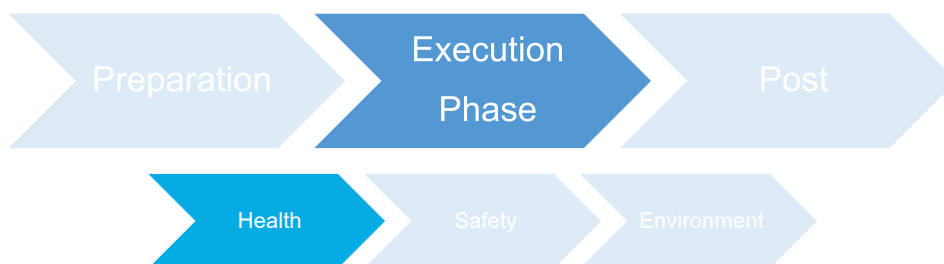 Preparation
Execution
Phase
Post
Health
Safety
Environment